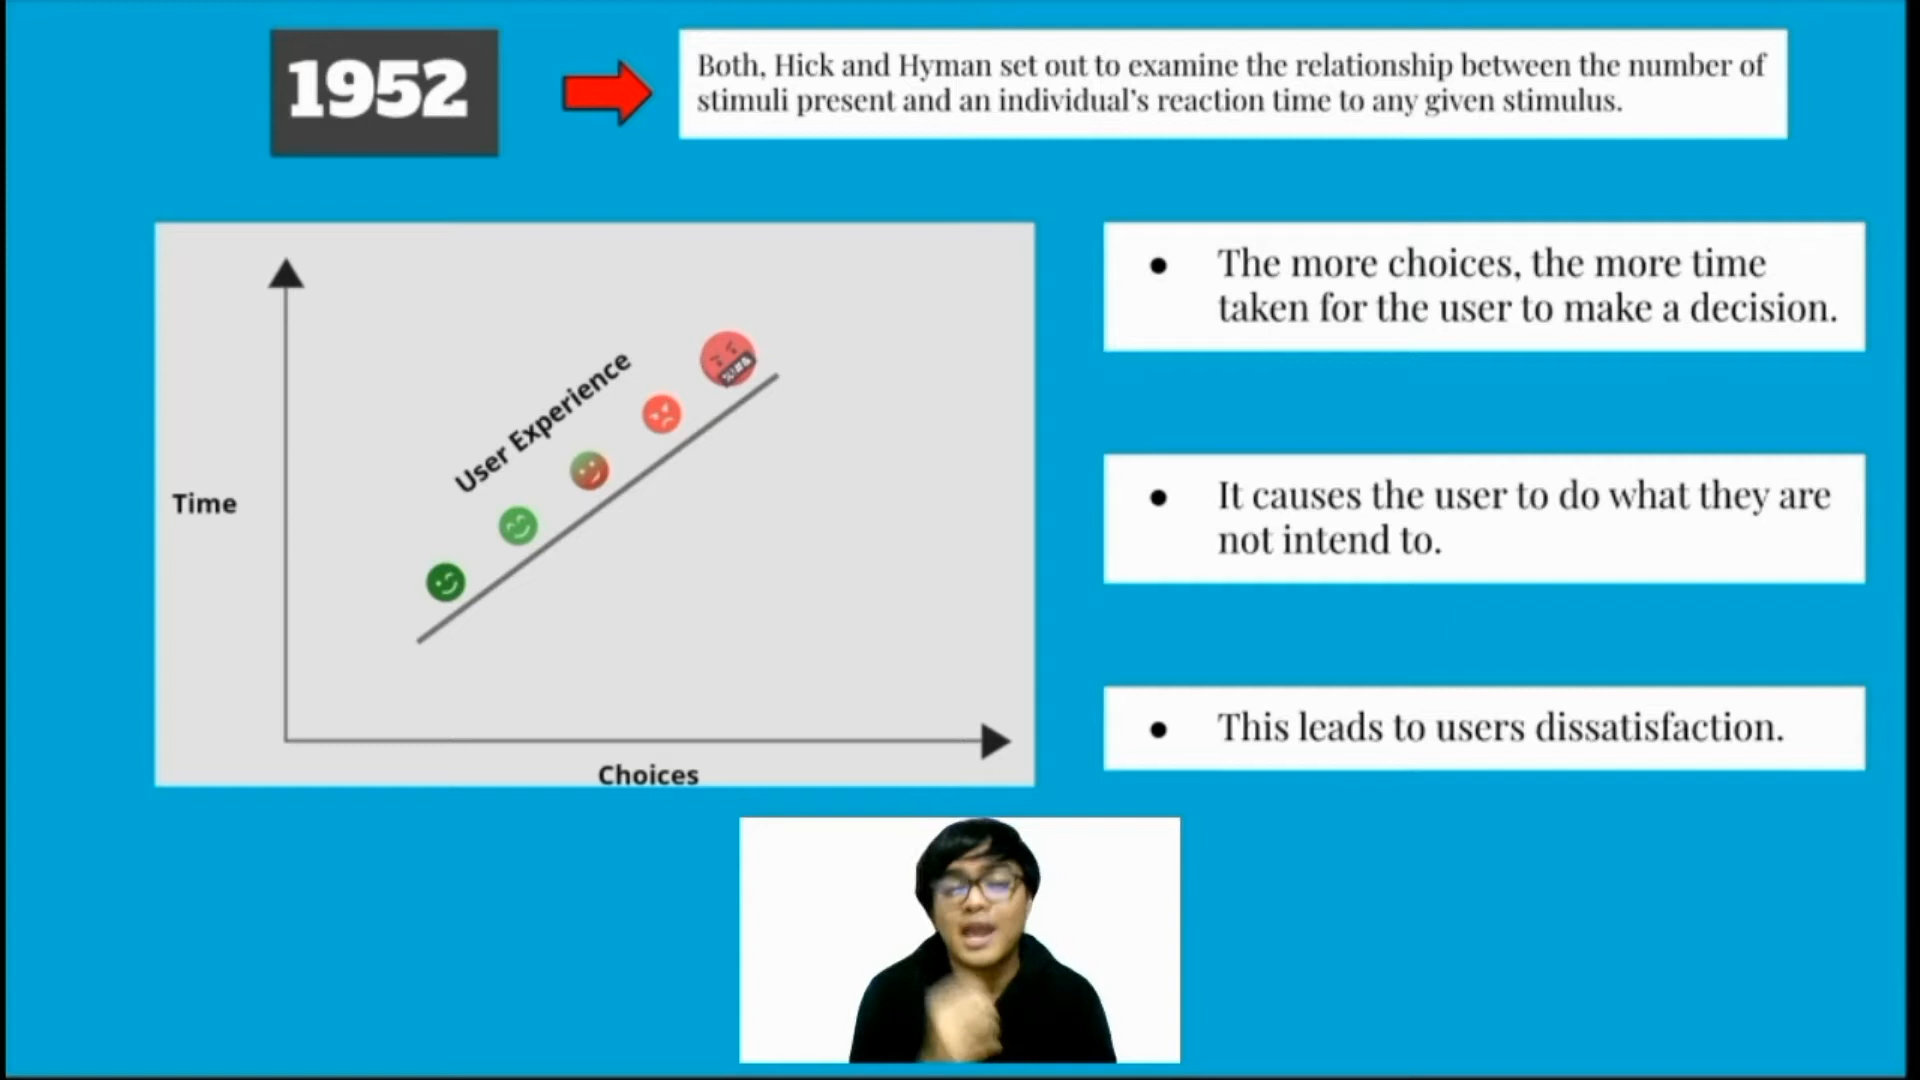 1952
Both, Hick and Hyman set out to examine the relationship between the number of
stimuli present and an individual's reaction time to any given stimulus.
User Experience
Time
Choices
● The more choices, the more time
taken for the user to make a decision.
● It causes the user to do what they are
not intend to.
● This leads to users dissatisfaction.